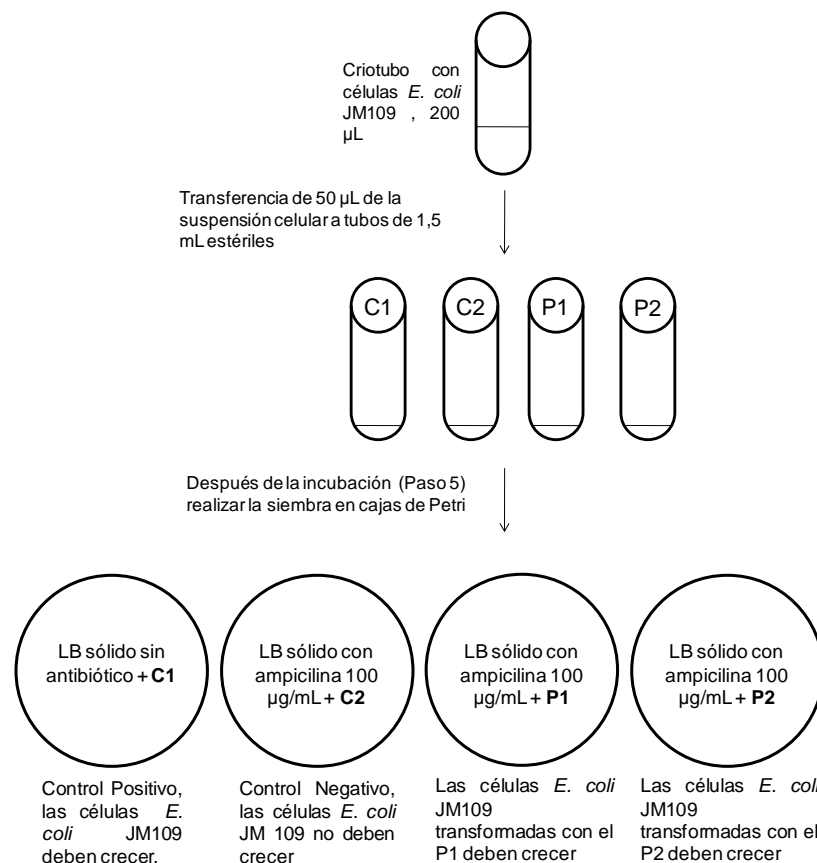 Criotubo con
células E. coli
JM109 , 200
µL
Transferencia de 50 µL de la
suspensión celular a tubos de 1,5
mL estériles
C1
C2
P1
P2
Después de la incubación (Paso 5)
realizar la siembra en cajas de Petri
LB sólido sin
antibiótico + C1
LB sólido con
ampicilina 100
µg/mL + C2
LB sólido con
ampicilina 100
µg/mL + P1
LB sólido con
ampicilina 100
µg/mL + P2
Control Positivo,
las células E.
coli JM109
deben crecer.
Control Negativo,
las células E. coli
JM 109 no deben
crecer
Las células E. coli
JM109
transformadas con el
P1 deben crecer
Las células E. coli
JM109
transformadas con el
P2 deben crecer